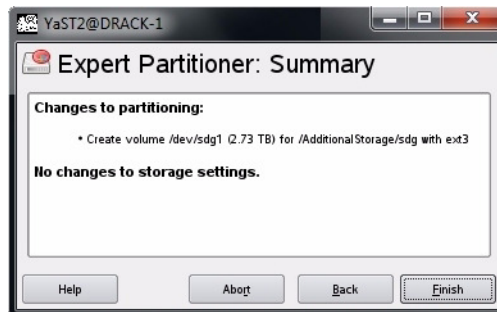 YaST2@DRACK-1
Expert Partitioner: Summary
Changes to partitioning:
• Create volume /dev/sdg1 (2.73 TB) for /AdditionalStorage/sdg with ext3
No changes to storage settings.
Help Abort Back Finish